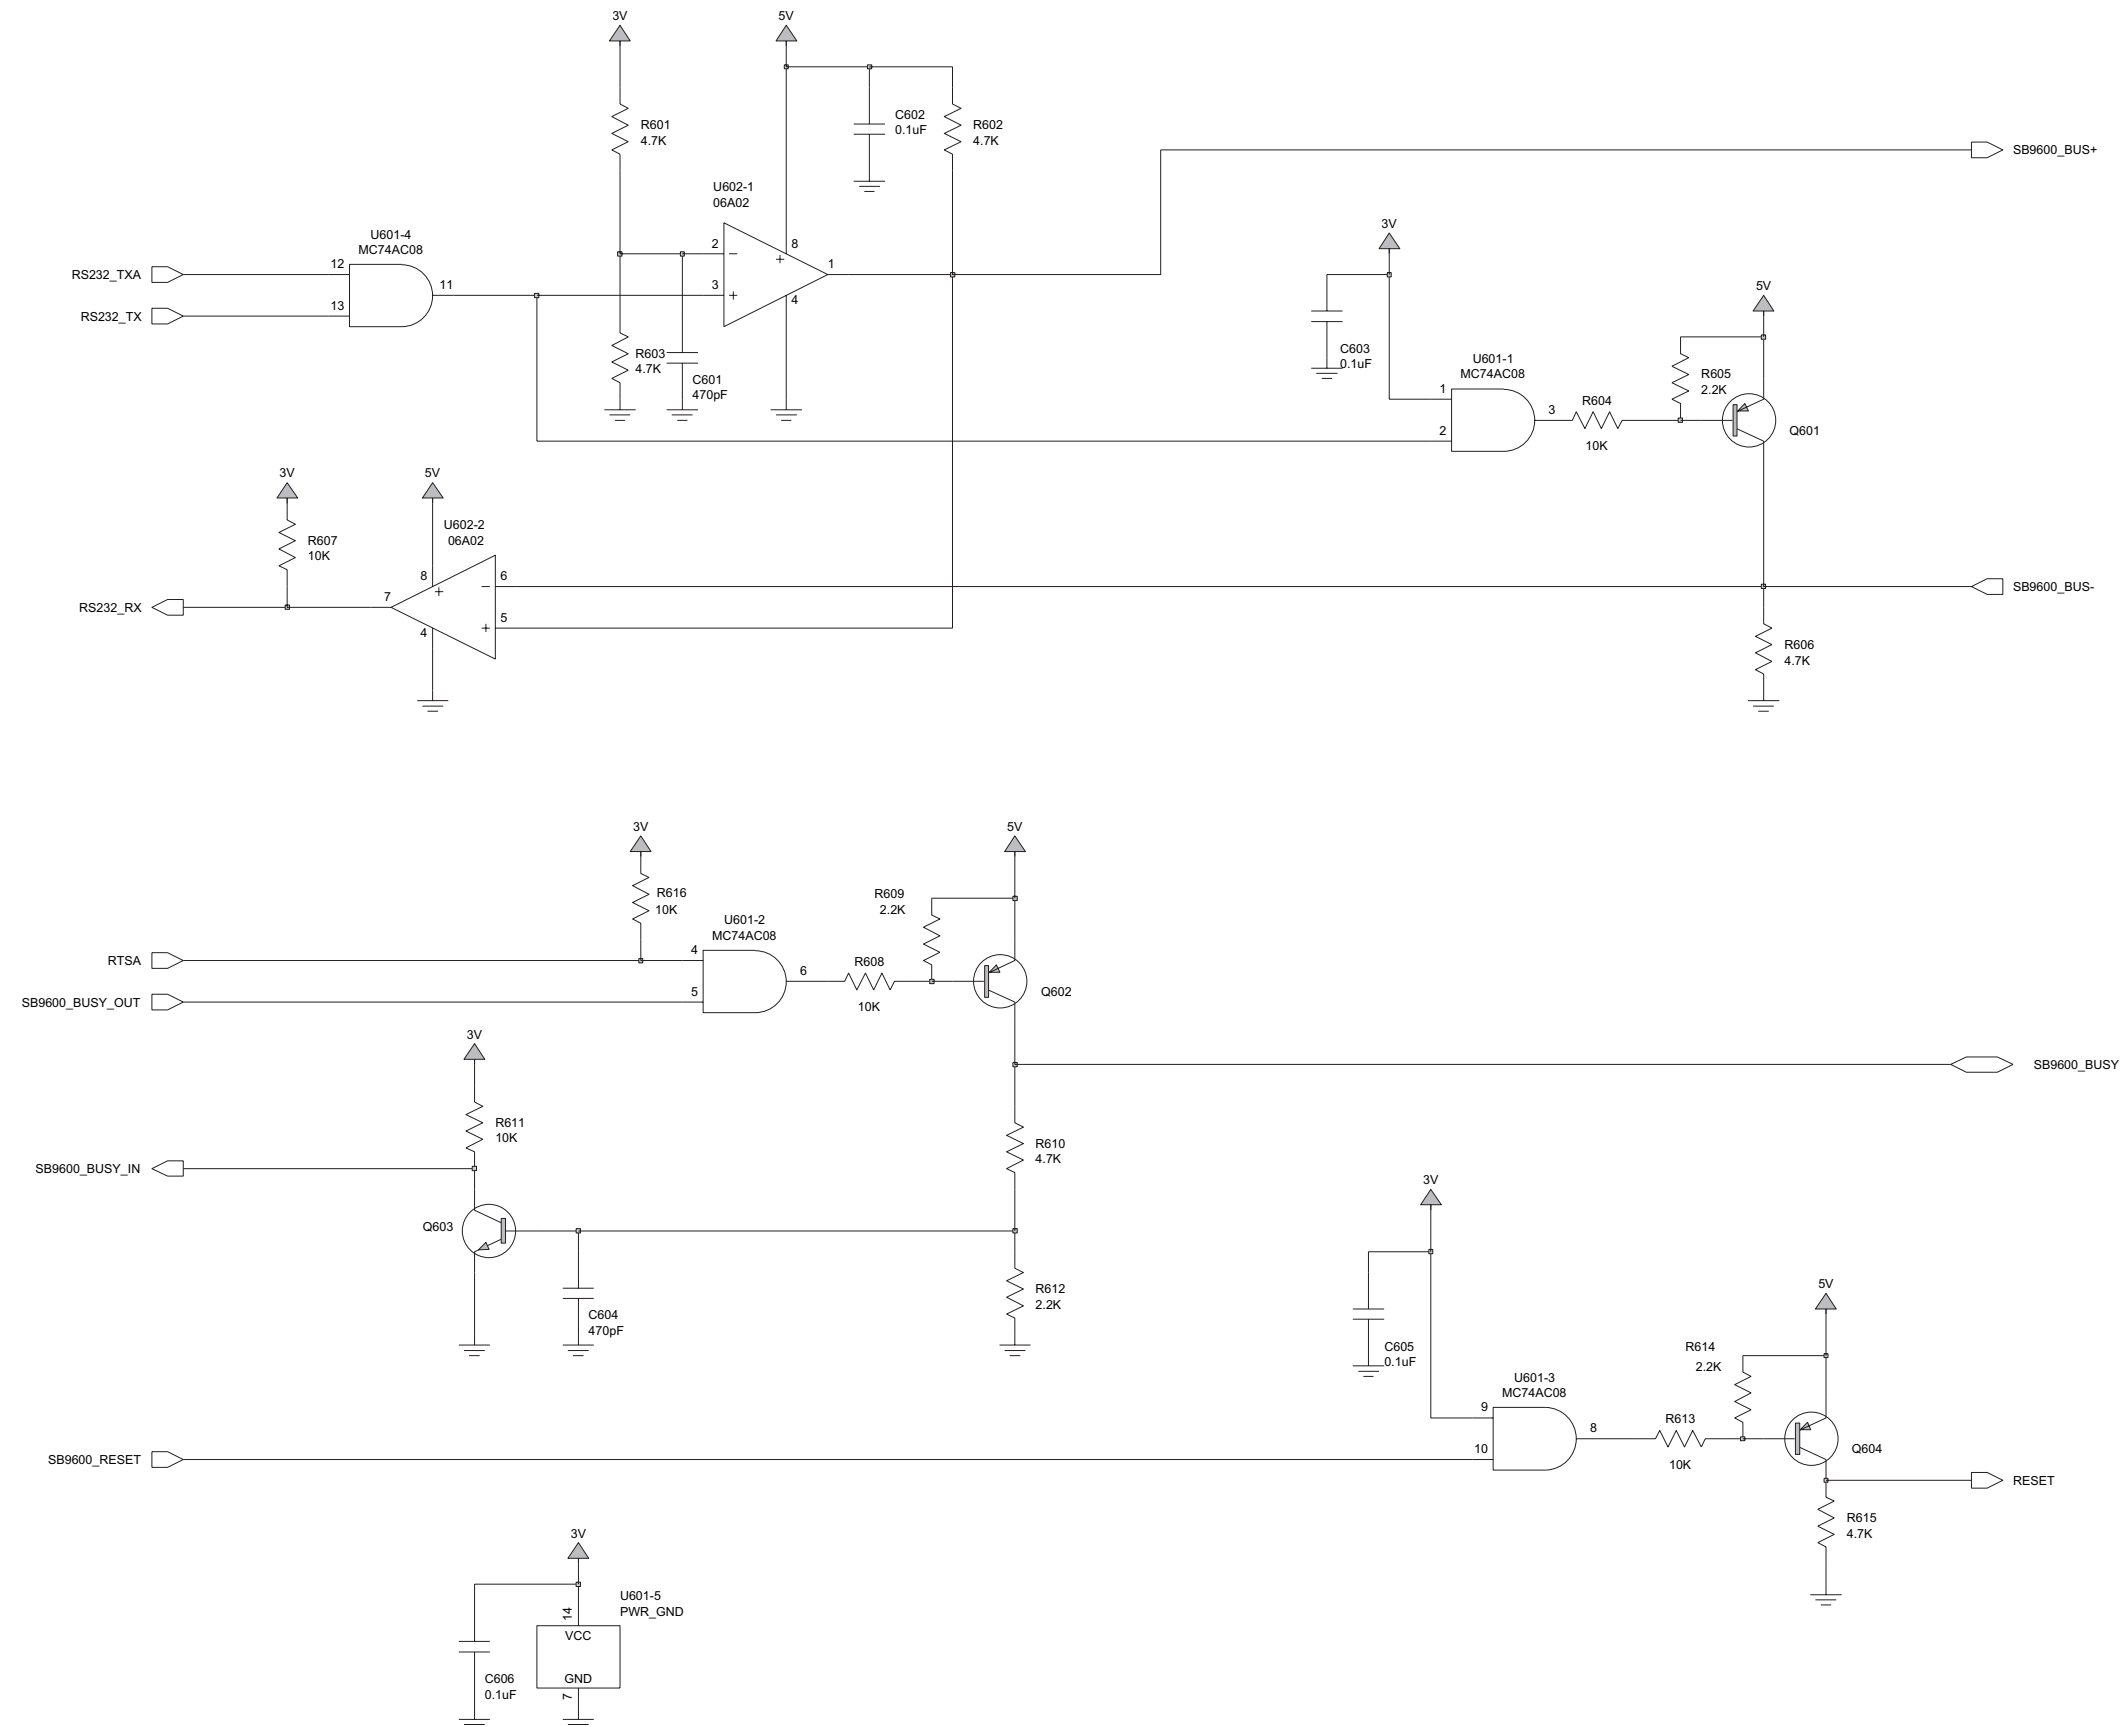 3V
5V
R601
4.7K
C602
0.1uF
R602
4.7K
SB9600_BUS+
U602-1
06A02
3V
U601-4
MC74AC08
2
8
−
+
RS232_TXA
12
11
1
3
+
4
RS232_TX
13
5V
C603
0.1uF
R603
4.7K
C601
470pF
U601-1
MC74AC08
R605
2.2K
1
3
R604
10K
2
Q601
3V
5V
U602-2
06A02
R607
10K
8
6
−
+
SB9600_BUS-
RS232_RX
7
5
4
+
R606
4.7K
3V
5V
R616
10K
R609
2.2K
U601-2
MC74AC08
RTSA
4
6
R608
10K
Q602
SB9600_BUSY_OUT
5
3V
SB9600_BUSY
R611
10K
R610
4.7K
SB9600_BUSY_IN
3V
Q603
C604
470pF
R612
2.2K
5V
C605
0.1uF
R614
2.2K
U601-3
MC74AC08
9
8
R613
10K
Q604
SB9600_RESET
10
RESET
R615
4.7K
3V
U601-5
PWR_GND
14
VCC
C606
0.1uF
GND
7